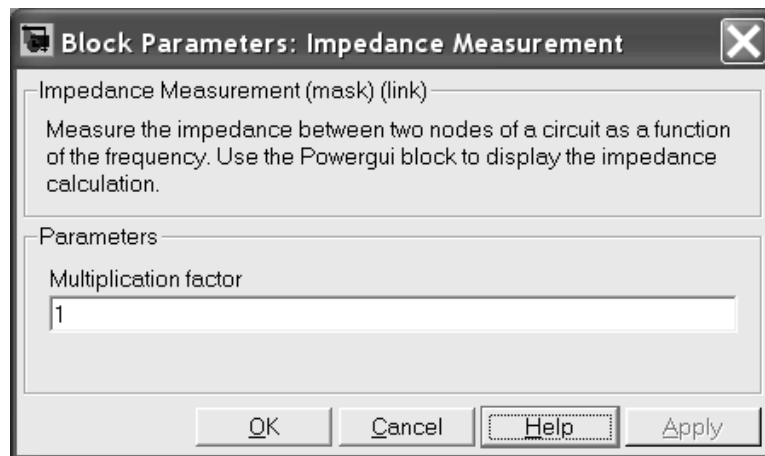 Block Parameters: Impedance Measurement
Impedance Measurement (mask) (link)
Measure the impedance between two nodes of a circuit as a function
of the frequency. Use the Powergui block to display the impedance
calculation.
Parameters
Multiplication factor
1
OK Cancel Help Apply